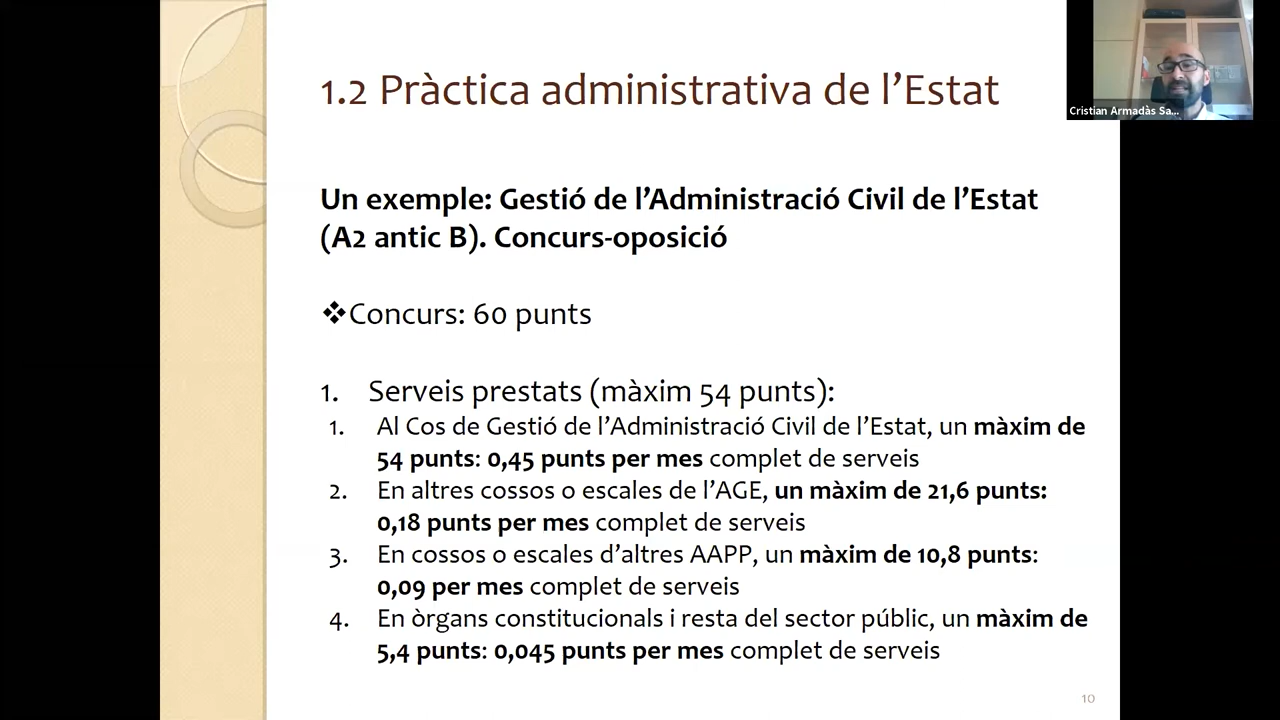 1.2 Pràctica administrativa de l’Estat
Cristian Armadàs Sa...
Un exemple: Gestió de l’Administració Civil de l’Estat
(A2 antic B). Concurs-oposició
❖Concurs: 60 punts
1. Serveis prestats (màxim 54 punts):
1. Al Cos de Gestió de l’Administració Civil de l’Estat, un màxim de
54 punts: 0,45 punts per mes complet de serveis
2. En altres cossos o escales de l’AGE, un màxim de 21,6 punts:
0,18 punts per mes complet de serveis
3. En cossos o escales d’altres AAPP, un màxim de 10,8 punts:
0,09 per mes complet de serveis
4. En òrgans constitucionals i resta del sector públic, un màxim de
5,4 punts: 0,045 punts per mes complet de serveis
10